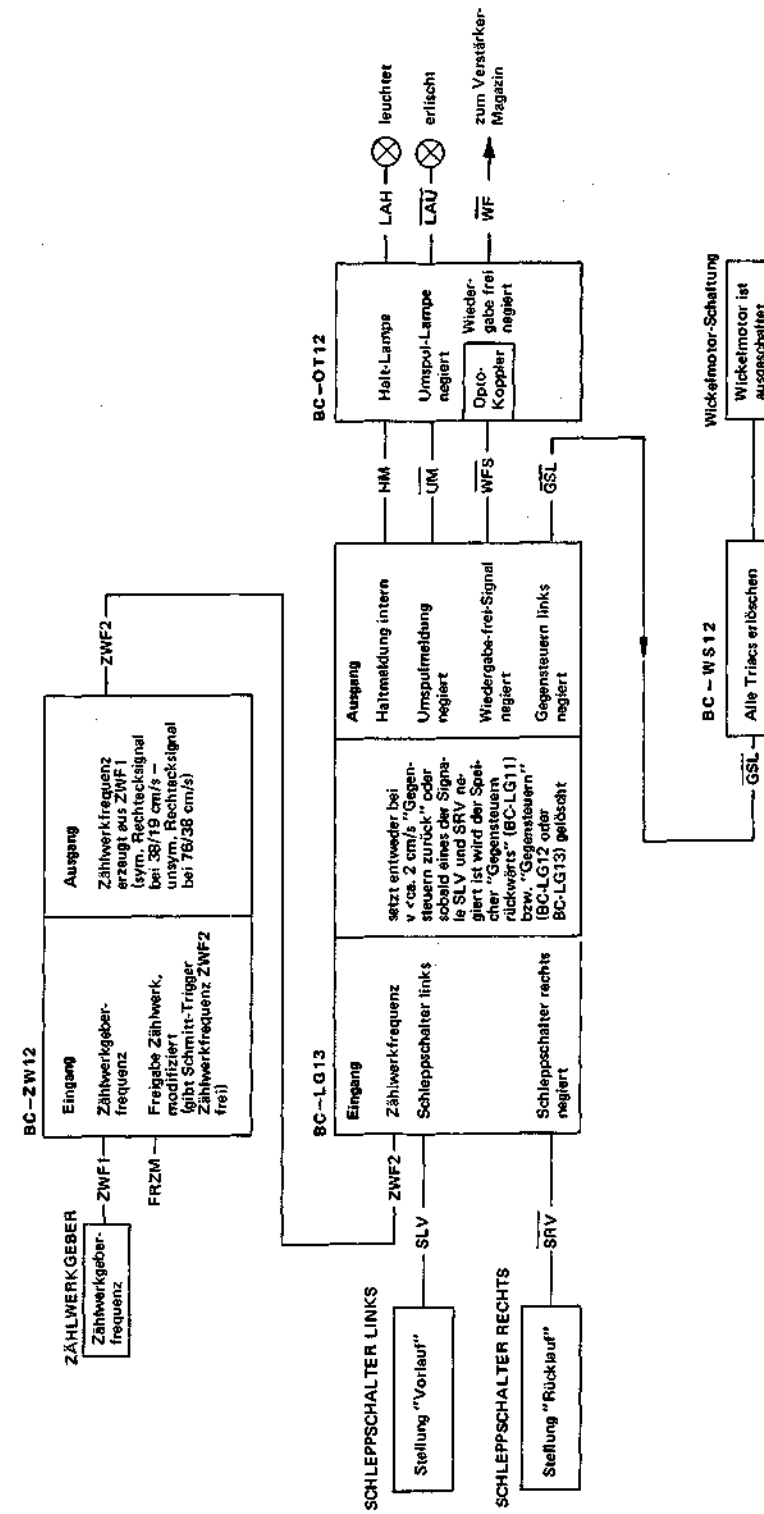 BC–ZW12
ZÄHLWERKGEBER
Zählwerkgeber-
frequenz
ZWF1
FRZM
Eingang
Zählwerkgeber-
frequenz
Freigabe Zählwerk,
modifiziert
(gibt Schmitt-Trigger
Zählwerkfrequenz ZWF2
frei)
Ausgang
Zählwerkfrequenz
erzeugt aus ZWF1
(sym. Rechtecksignal
bei 38/19 cm/s –
unsym. Rechtecksignal
bei 76/38 cm/s)
ZWF2
SCHLEPPSCHALTER LINKS
Stellung "Vorlauf"
SCHLEPPSCHALTER RECHTS
Stellung "Rücklauf"
ZWF2
SLV
SRV
BC–LG13
Eingang
Zählwerkfrequenz
Schleppschalter links
Schleppschalter rechts
negiert
setzt entweder bei
v <ca. 2 cm/s "Gegen-
steuern zurück" oder
sobald eines der Signa-
le SLV und SRV ne-
giert ist wird der Spei-
cher "Gegensteuern
rückwärts" (BC-LG11)
bzw. "Gegensteuern"
(BC-LG12 oder
BC-LG13) gelöscht
Ausgang
Haltmeldung intern
Umspulmeldung
negiert
Wiedergabe-frei-Signal
negiert
Gegensteuern links
negiert
HM
UM
WFS
GSL
BC–OT12
Halt-Lampe
Umspul-Lampe
negiert
Opto-
Koppler
Wieder-
gabe frei
negiert
LAH
leuchtet
LAU
erlischt
WF
zum Verstärker-
Magazin
GSL
BC – WS12
Alle Triacs erlöschen
Wickelmotor-Schaltung
Wickelmotor ist
ausgeschaltet